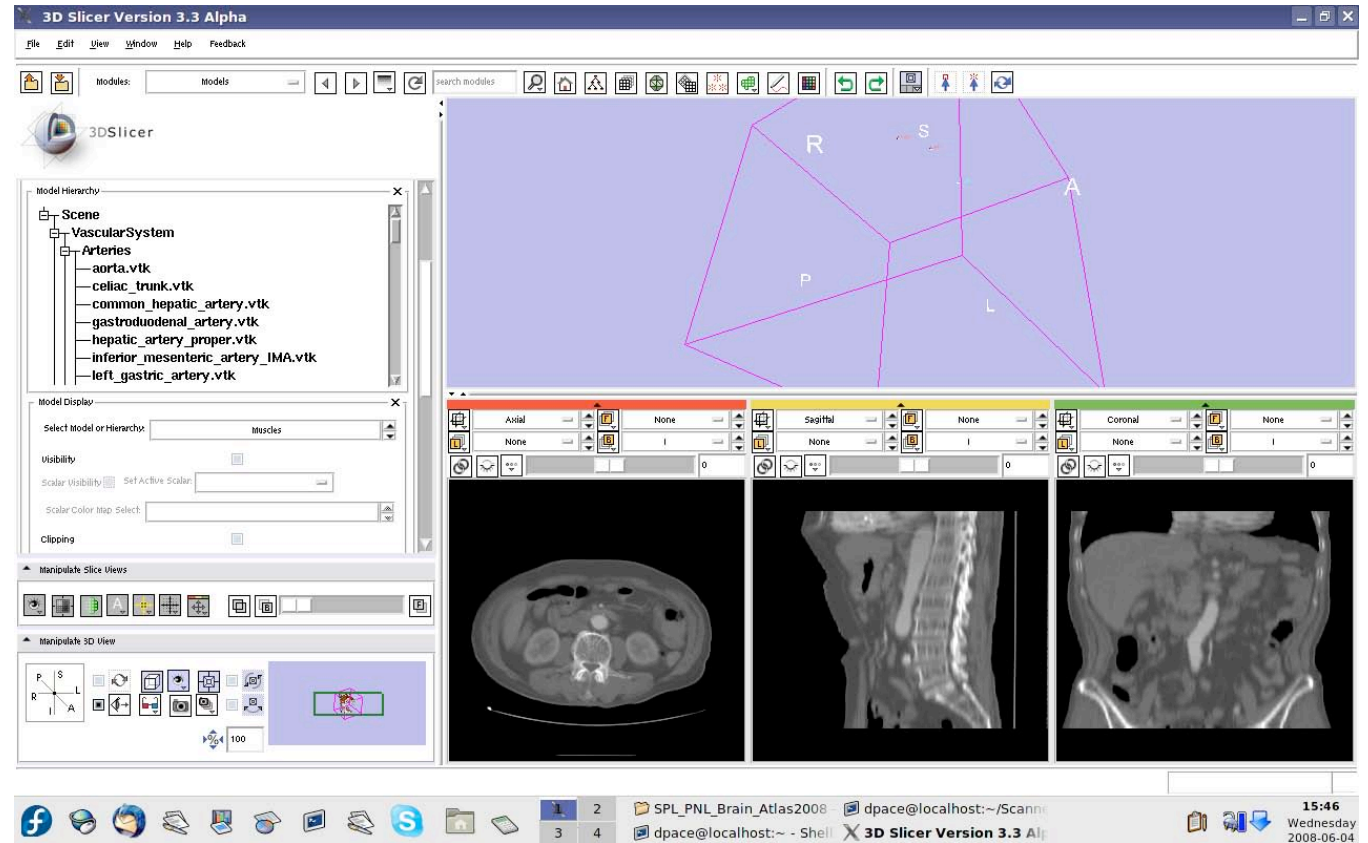 3D Slicer Version 3.3 Alpha
File Edit View Window Help Feedback
Modules: Models search modules
3DSlicer
Model Hierarchy
Scene
VascularSystem
Arteries
aorta.vtk
celiac_trunk.vtk
common_hepatic_artery.vtk
gastroduodenal_artery.vtk
hepatic_artery_proper.vtk
inferior_mesenteric_artery_IMA.vtk
left_gastric_artery.vtk
Model Display
Select Model or Hierarchy: Muscles
Visibility
Scalar Visibility Set Active Scalar:
Scalar Color Map Select:
Clipping
Manipulate Slice Views
A B F
Manipulate 3D View
P S
R L
I A
% 100
R S A
P L
Axial F None
L None B I
0
Sagittal F None
L None B I
0
Coronal F None
L None B I
0
1 2
3 4
SPL_PNL_Brain_Atlas2008 -
dpace@localhost:~/Scann
dpace@localhost:~ - Shell
3D Slicer Version 3.3 Alp
15:46
Wednesday
2008-06-04